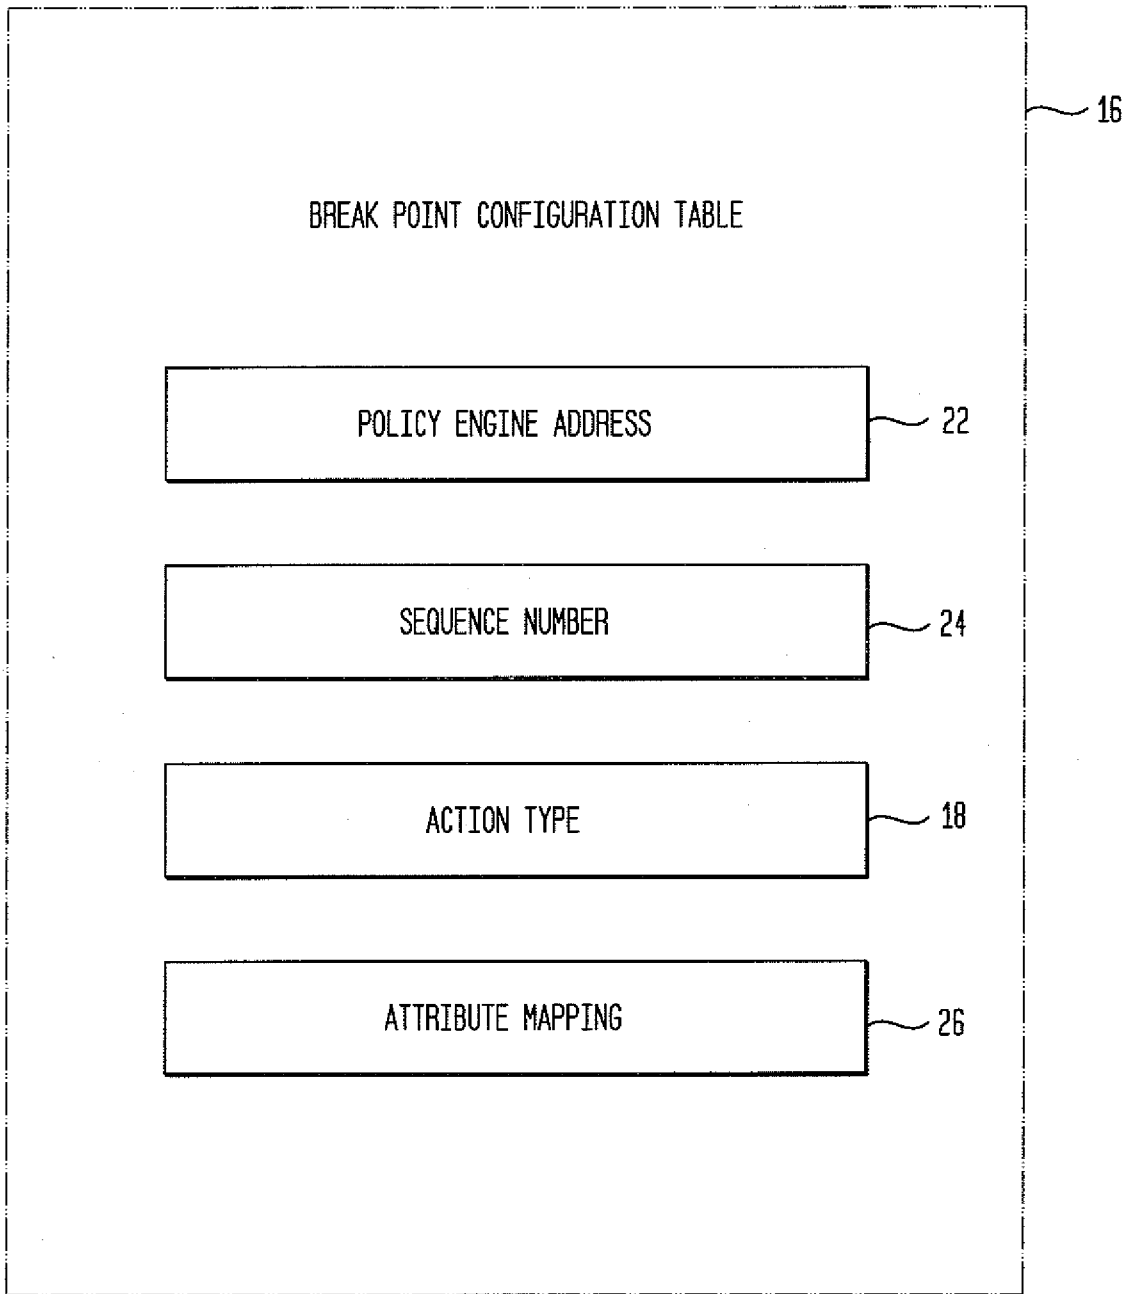 16
BREAK POINT CONFIGURATION TABLE
POLICY ENGINE ADDRESS
22
SEQUENCE NUMBER
24
ACTION TYPE
18
ATTRIBUTE MAPPING
26